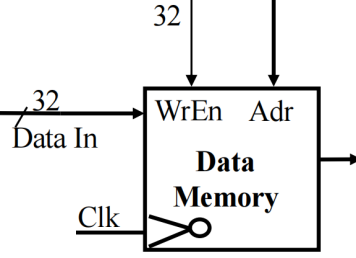 32
32
WrEn Adr
Data In
Data
Memory
Clk